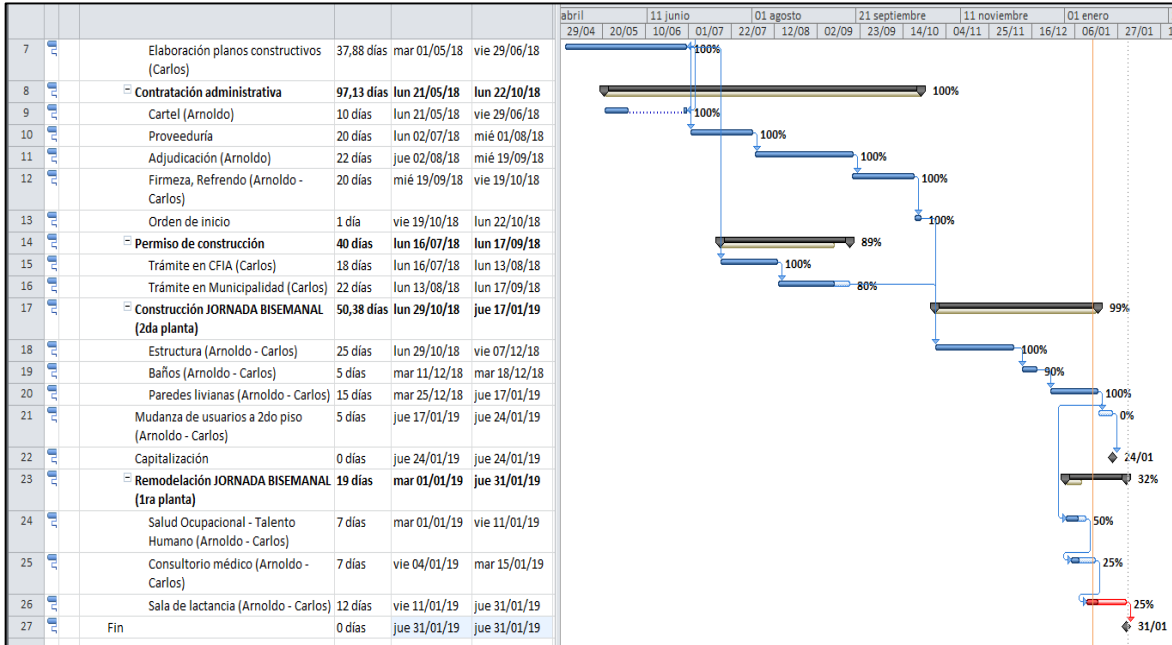 abril 11 junio 01 agosto 21 septiembre 11 noviembre 01 enero
29/04 20/05 10/06 01/07 22/07 12/08 02/09 23/09 14/10 04/11 25/11 16/12 06/01 27/01 1
7 Elaboración planos constructivos 37,88 días mar 01/05/18 vie 29/06/18 100%
(Carlos)
8 Contratación administrativa 97,13 días lun 21/05/18 lun 22/10/18 100%
9 Cartel (Arnoldo) 10 días lun 21/05/18 vie 29/06/18 100%
10 Proveeduría 20 días lun 02/07/18 mié 01/08/18 100%
11 Adjudicación (Arnoldo) 22 días jue 02/08/18 mié 19/09/18 100%
12 Firmeza, Refrendo (Arnoldo - 20 días mié 19/09/18 vie 19/10/18 100%
Carlos)
13 Orden de inicio 1 día vie 19/10/18 lun 22/10/18 100%
14 Permiso de construcción 40 días lun 16/07/18 lun 17/09/18 89%
15 Trámite en CFIA (Carlos) 18 días lun 16/07/18 lun 13/08/18 100%
16 Trámite en Municipalidad (Carlos) 22 días lun 13/08/18 lun 17/09/18 80%
17 Construcción JORNADA BISEMANAL 50,38 días lun 29/10/18 jue 17/01/19 99%
(2da planta)
18 Estructura (Arnoldo - Carlos) 25 días lun 29/10/18 vie 07/12/18 100%
19 Baños (Arnoldo - Carlos) 5 días mar 11/12/18 mar 18/12/18 90%
20 Paredes livianas (Arnoldo - Carlos) 15 días mar 25/12/18 jue 17/01/19 100%
21 Mudanza de usuarios a 2do piso 5 días jue 17/01/19 jue 24/01/19 0%
(Arnoldo - Carlos)
22 Capitalización 0 días jue 24/01/19 jue 24/01/19 24/01
23 Remodelación JORNADA BISEMANAL 19 días mar 01/01/19 jue 31/01/19 32%
(1ra planta)
24 Salud Ocupacional - Talento 7 días mar 01/01/19 vie 11/01/19 50%
Humano (Arnoldo - Carlos)
25 Consultorio médico (Arnoldo - 7 días vie 04/01/19 mar 15/01/19 25%
Carlos)
26 Sala de lactancia (Arnoldo - Carlos) 12 días vie 11/01/19 jue 31/01/19 25%
27 Fin 0 días jue 31/01/19 jue 31/01/19 31/01